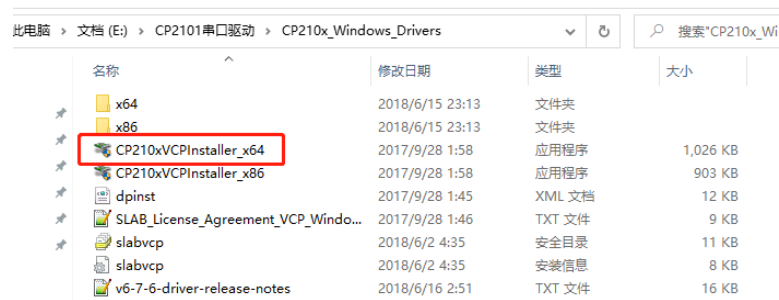 此电脑 > 文档 (E:) > CP2101串口驱动 > CP210x_Windows_Drivers 搜索"CP210x_Wi
名称 修改日期 类型 大小
x64 2018/6/15 23:13 文件夹
x86 2018/6/15 23:13 文件夹
CP210xVCPInstaller_x64 2017/9/28 1:58 应用程序 1,026 KB
CP210xVCPInstaller_x86 2017/9/28 1:58 应用程序 903 KB
dpinst 2017/9/28 1:45 XML 文档 12 KB
SLAB_License_Agreement_VCP_Windo... 2017/9/28 1:46 TXT 文件 9 KB
slabvcp 2018/6/2 4:35 安全目录 11 KB
slabvcp 2018/6/2 4:35 安装信息 8 KB
v6-7-6-driver-release-notes 2018/6/16 2:51 TXT 文件 16 KB